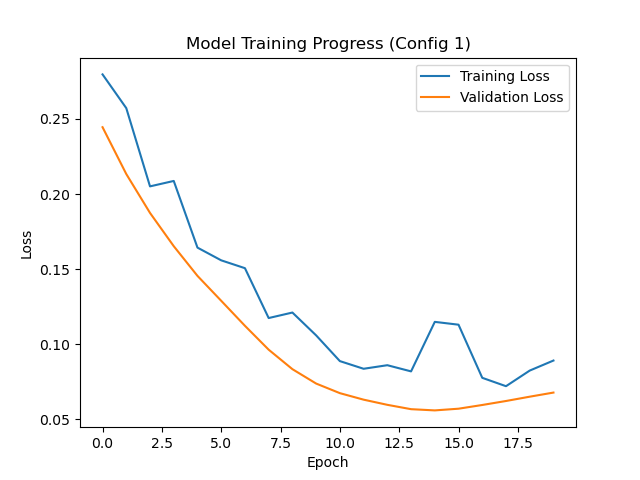 Model Training Progress (Config 1)
Training Loss
Validation Loss
Loss
0.25
0.20
0.15
0.10
0.05
0.0 2.5 5.0 7.5 10.0 12.5 15.0 17.5
Epoch